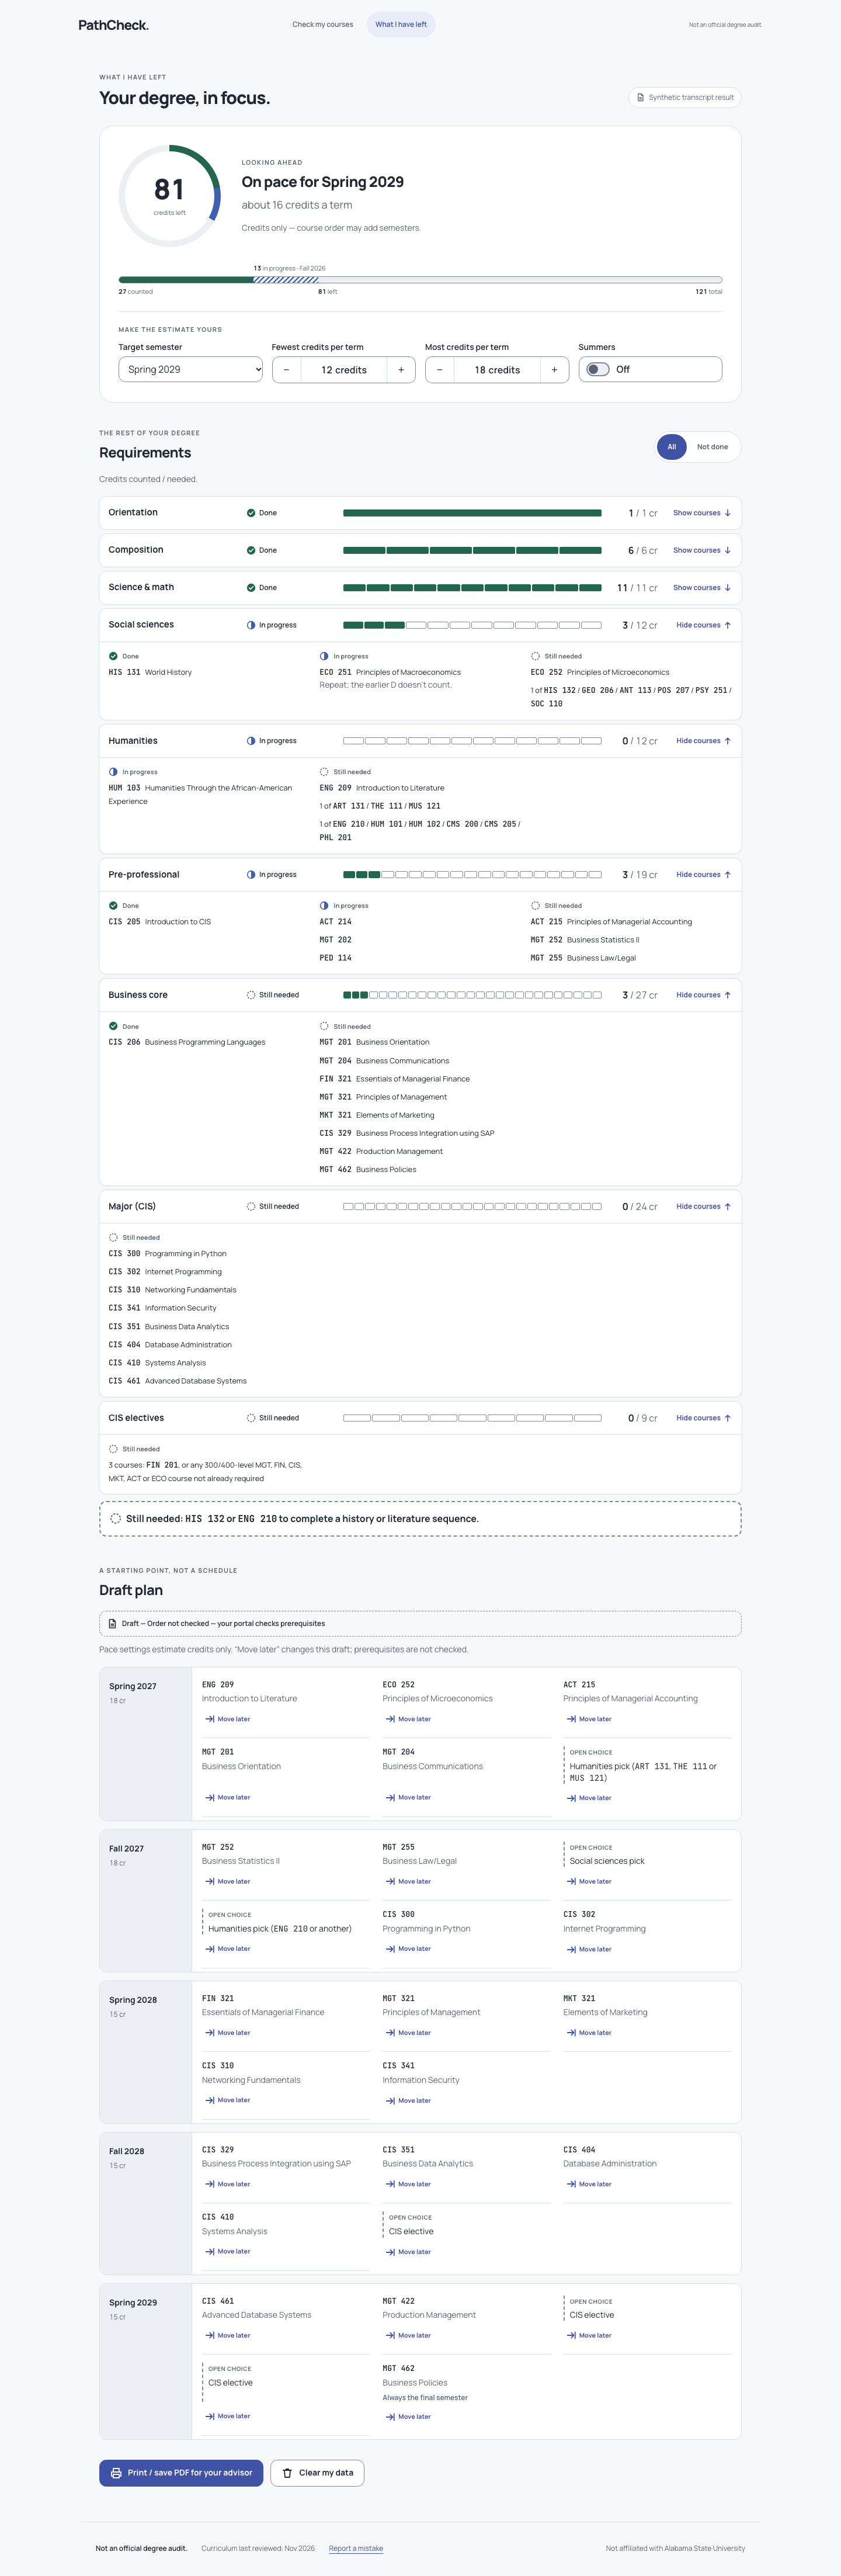 PathCheck.
Check my courses
What I have left
Not an official degree audit.
WHAT I HAVE LEFT
Your degree, in focus.
Synthetic transcript result
81
credits left
LOOKING AHEAD
On pace for Spring 2029
about 16 credits a term
Credits only — course order may add semesters.
13 in progress · Fall 2026
27 counted
81 left
121 total
MAKE THE ESTIMATE YOURS
Target semester
Fewest credits per term
Most credits per term
Summers
Spring 2029
− 12 credits +
− 18 credits +
Off
THE REST OF YOUR DEGREE
Requirements
All
Not done
Credits counted / needed.
Orientation
Done
1 / 1 cr
Show courses
Composition
Done
6 / 6 cr
Show courses
Science & math
Done
11 / 11 cr
Show courses
Social sciences
In progress
3 / 12 cr
Hide courses
Done
HIS 131 World History
In progress
ECO 251 Principles of Macroeconomics
Repeat; the earlier D doesn't count.
Still needed
ECO 252 Principles of Microeconomics
1 of HIS 132 / GEO 206 / ANT 113 / POS 207 / PSY 251 /
SOC 110
Humanities
In progress
0 / 12 cr
Hide courses
In progress
HUM 103 Humanities Through the African-American
Experience
Still needed
ENG 209 Introduction to Literature
1 of ART 131 / THE 111 / MUS 121
1 of ENG 210 / HUM 101 / HUM 102 / CMS 200 / CMS 205 /
PHL 201
Pre-professional
In progress
3 / 19 cr
Hide courses
Done
CIS 205 Introduction to CIS
In progress
ACT 214
MGT 202
PED 114
Still needed
ACT 215 Principles of Managerial Accounting
MGT 252 Business Statistics II
MGT 255 Business Law/Legal
Business core
Still needed
3 / 27 cr
Hide courses
Done
CIS 206 Business Programming Languages
Still needed
MGT 201 Business Orientation
MGT 204 Business Communications
FIN 321 Essentials of Managerial Finance
MGT 321 Principles of Management
MKT 321 Elements of Marketing
CIS 329 Business Process Integration using SAP
MGT 422 Production Management
MGT 462 Business Policies
Major (CIS)
Still needed
0 / 24 cr
Hide courses
Still needed
CIS 300 Programming in Python
CIS 302 Internet Programming
CIS 310 Networking Fundamentals
CIS 341 Information Security
CIS 351 Business Data Analytics
CIS 404 Database Administration
CIS 410 Systems Analysis
CIS 461 Advanced Database Systems
CIS electives
Still needed
0 / 9 cr
Hide courses
Still needed
3 courses: FIN 201, or any 300/400-level MGT, FIN, CIS,
MKT, ACT or ECO course not already required
Still needed: HIS 132 or ENG 210 to complete a history or literature sequence.
A STARTING POINT, NOT A SCHEDULE
Draft plan
Draft — Order not checked — your portal checks prerequisites
Pace settings estimate credits only. “Move later” changes this draft; prerequisites are not checked.
Spring 2027
18 cr
ENG 209
Introduction to Literature
Move later
ECO 252
Principles of Microeconomics
Move later
ACT 215
Principles of Managerial Accounting
Move later
MGT 201
Business Orientation
Move later
MGT 204
Business Communications
Move later
OPEN CHOICE
Humanities pick (ART 131, THE 111 or
MUS 121)
Move later
Fall 2027
18 cr
MGT 252
Business Statistics II
Move later
MGT 255
Business Law/Legal
Move later
OPEN CHOICE
Social sciences pick
Move later
OPEN CHOICE
Humanities pick (ENG 210 or another)
Move later
CIS 300
Programming in Python
Move later
CIS 302
Internet Programming
Move later
Spring 2028
15 cr
FIN 321
Essentials of Managerial Finance
Move later
MGT 321
Principles of Management
Move later
MKT 321
Elements of Marketing
Move later
CIS 310
Networking Fundamentals
Move later
CIS 341
Information Security
Move later
Fall 2028
15 cr
CIS 329
Business Process Integration using SAP
Move later
CIS 351
Business Data Analytics
Move later
CIS 404
Database Administration
Move later
CIS 410
Systems Analysis
Move later
OPEN CHOICE
CIS elective
Move later
Spring 2029
15 cr
CIS 461
Advanced Database Systems
Move later
MGT 422
Production Management
Move later
OPEN CHOICE
CIS elective
Move later
OPEN CHOICE
CIS elective
Move later
MGT 462
Business Policies
Always the final semester
Move later
Print / save PDF for your advisor
Clear my data
Not an official degree audit.
Curriculum last reviewed: Nov 2026
Report a mistake
Not affiliated with Alabama State University